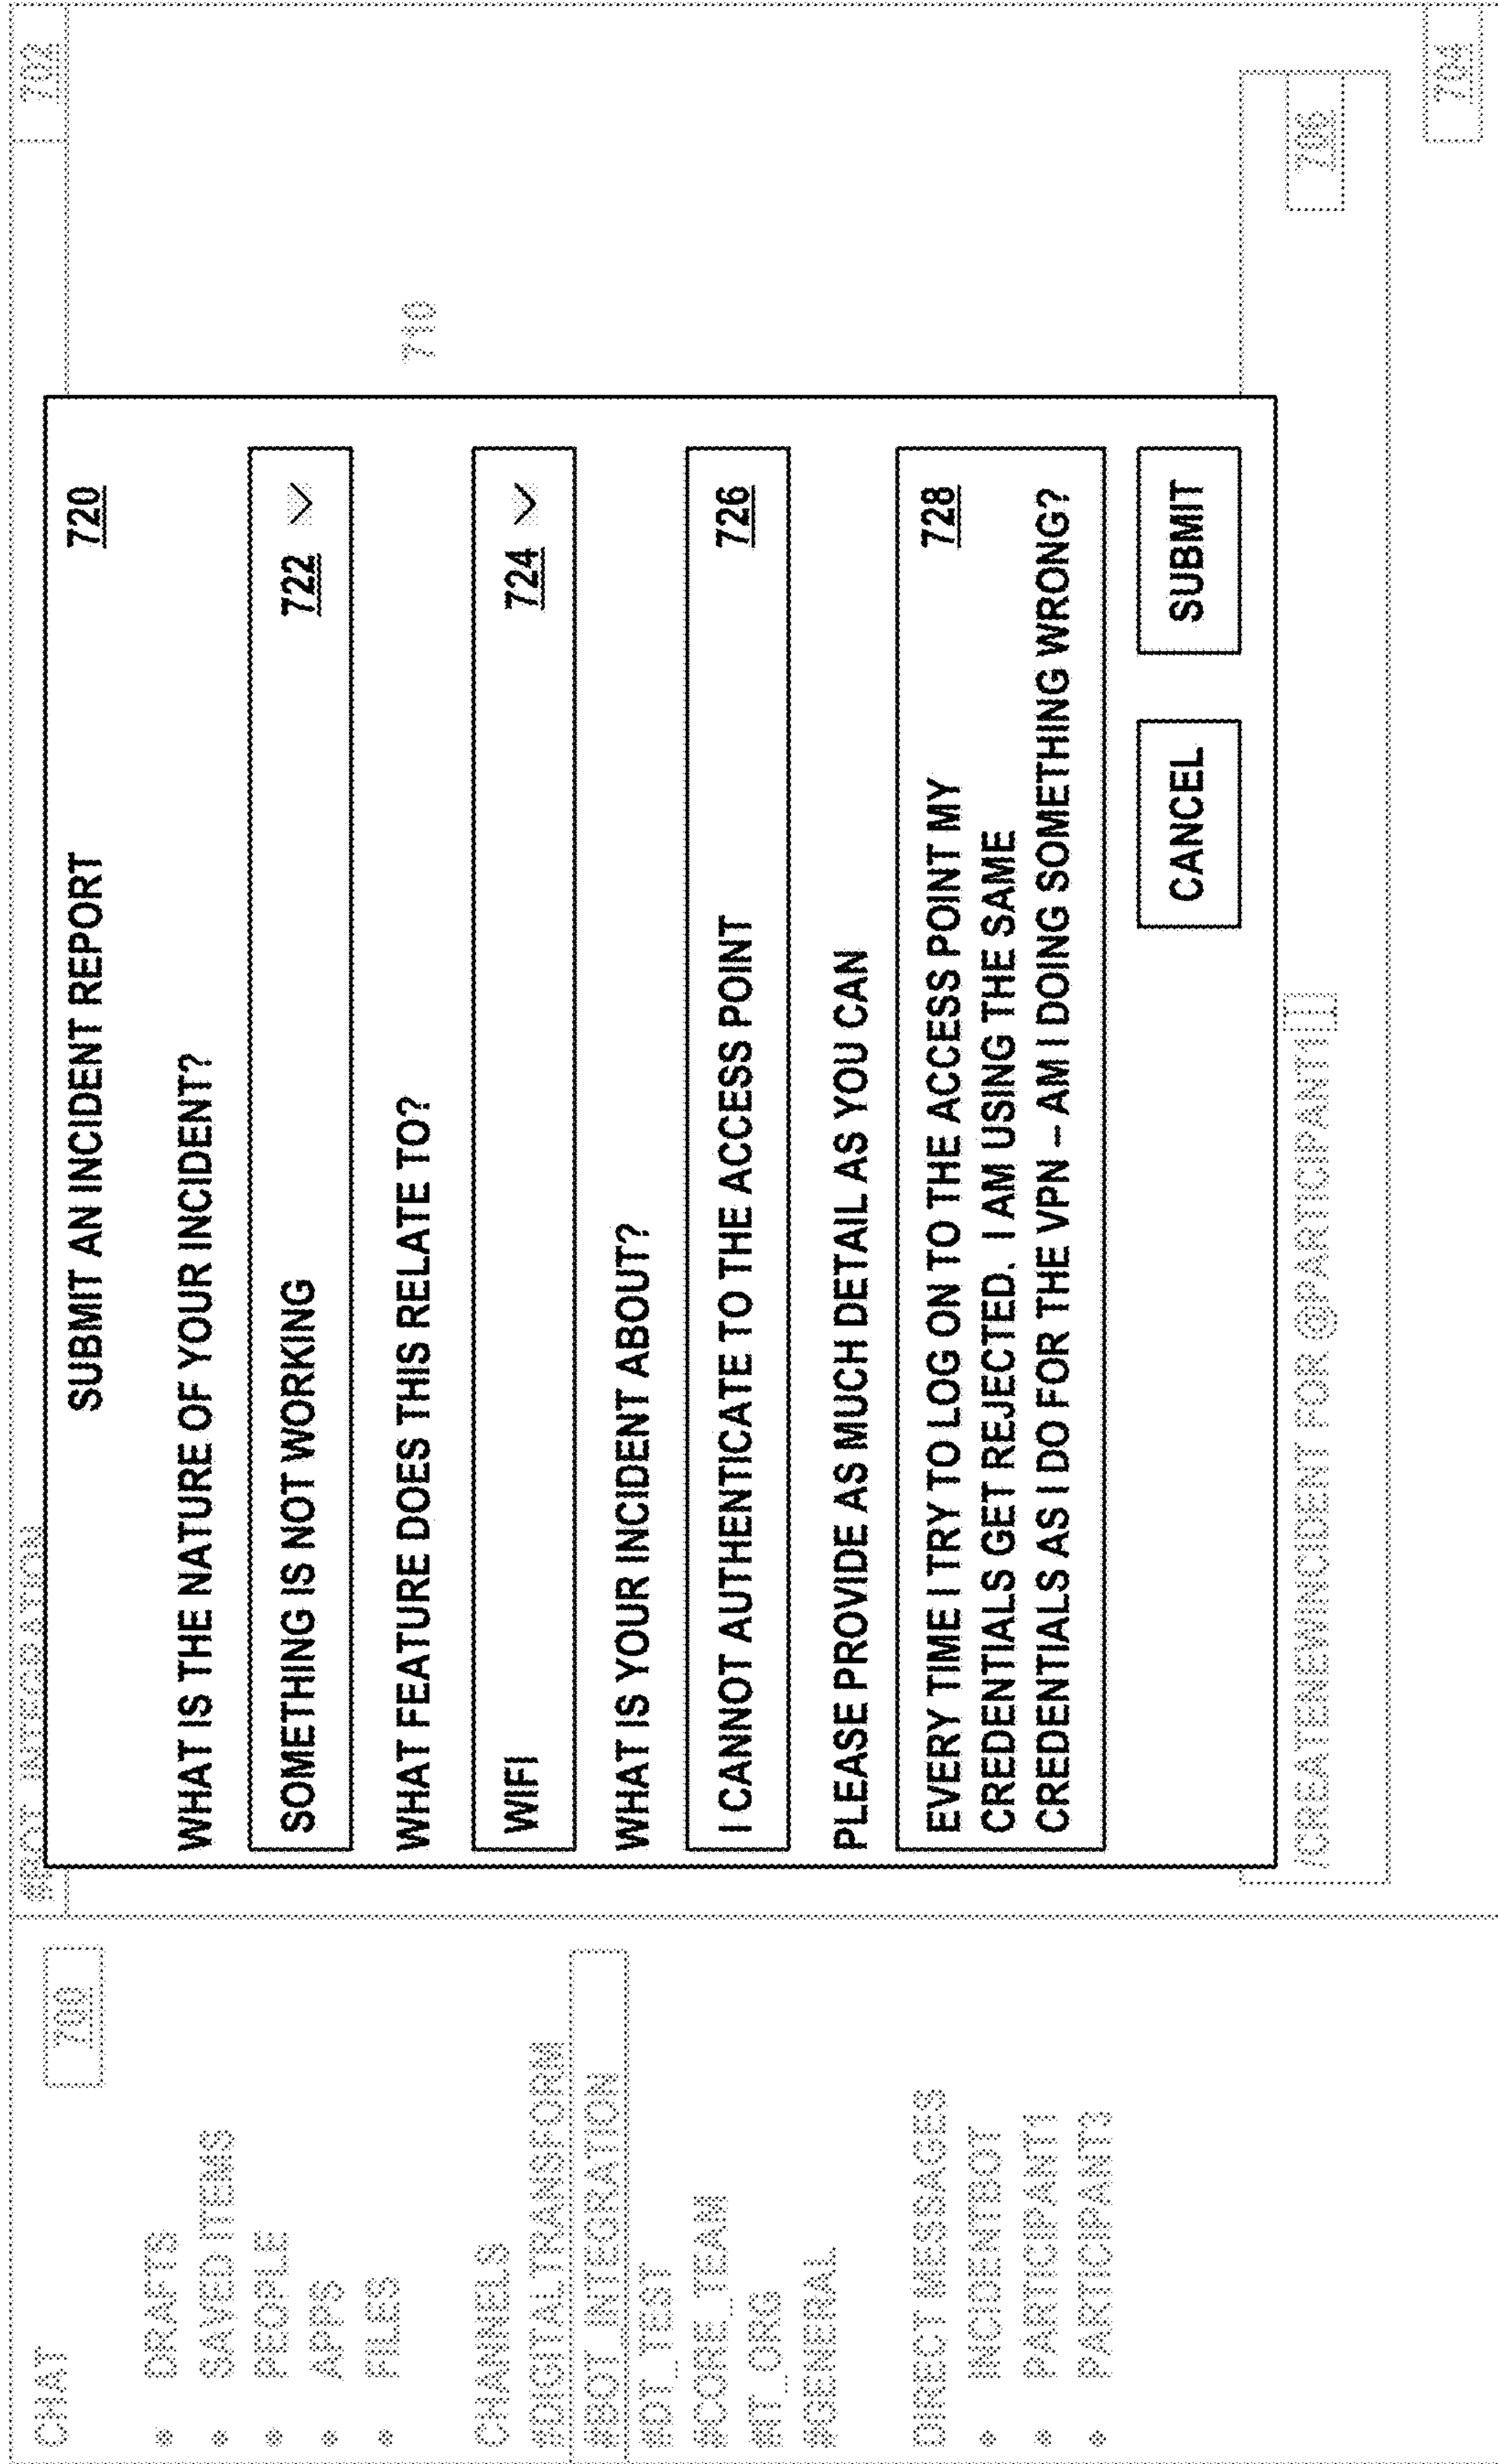 CHAT
700
• DRAFTS
• SAVED ITEMS
• PEOPLE
• APPS
• FILES
CHANNELS
#DIGITALTRANSFORM
#BOT_INTEGRATION
#DT_TEST
#CORE_TEAM
#IT_ORG
#GENERAL
DIRECT MESSAGES
• INCIDENTBOT
• PARTICIPANT1
• PARTICIPANT3
#BOT_INTEGRATION
702
SUBMIT AN INCIDENT REPORT 720
WHAT IS THE NATURE OF YOUR INCIDENT?
SOMETHING IS NOT WORKING 722
WHAT FEATURE DOES THIS RELATE TO?
WIFI 724
WHAT IS YOUR INCIDENT ABOUT?
I CANNOT AUTHENTICATE TO THE ACCESS POINT 726
PLEASE PROVIDE AS MUCH DETAIL AS YOU CAN
EVERY TIME I TRY TO LOG ON TO THE ACCESS POINT MY 728
CREDENTIALS GET REJECTED. I AM USING THE SAME
CREDENTIALS AS I DO FOR THE VPN – AM I DOING SOMETHING WRONG?
CANCEL
SUBMIT
710
/CREATENEWINCIDENT FOR @PARTICIPANT1
706
704